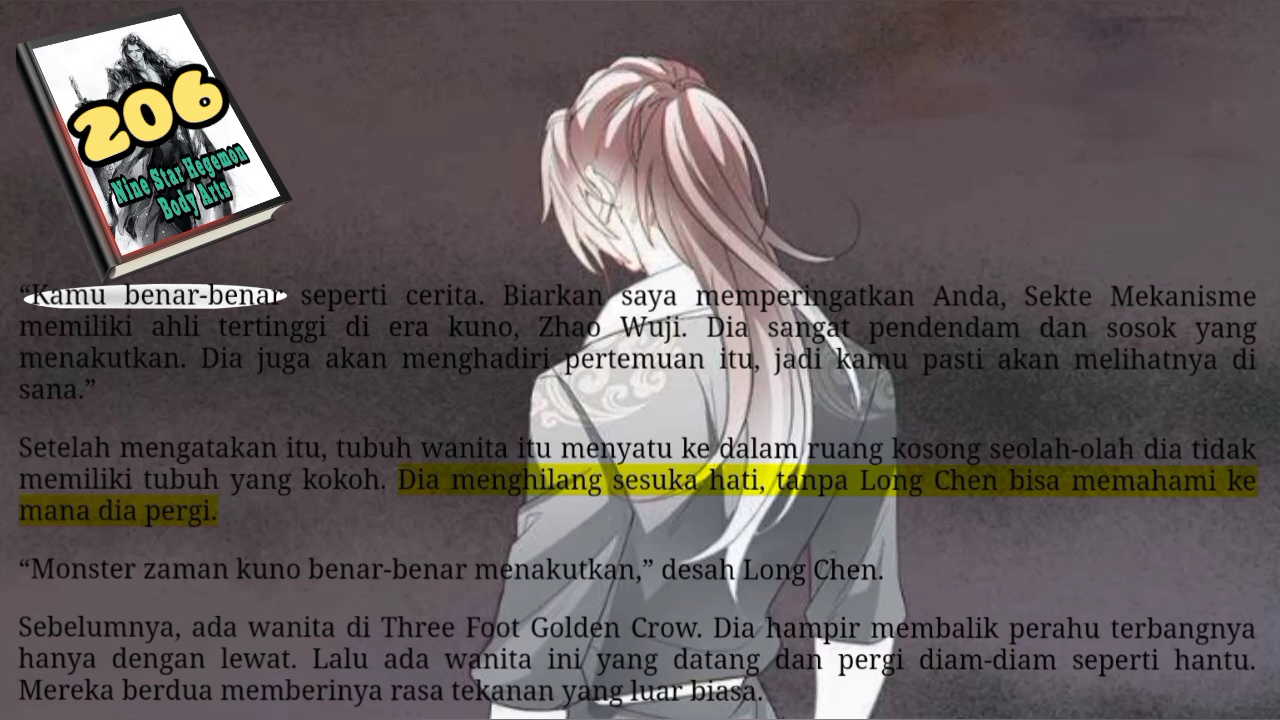 206
Nine Star Hegemon
Body Arts
“Kamu benar-benar seperti cerita. Biarkan saya memperingatkan Anda, Sekte Mekanisme
memiliki ahli tertinggi di era kuno, Zhao Wuji. Dia sangat pendendam dan sosok yang
menakutkan. Dia juga akan menghadiri pertemuan itu, jadi kamu pasti akan melihatnya di
sana.”
Setelah mengatakan itu, tubuh wanita itu menyatu ke dalam ruang kosong seolah-olah dia tidak
memiliki tubuh yang kokoh. Dia menghilang sesuka hati, tanpa Long Chen bisa memahami ke
mana dia pergi.
“Monster zaman kuno benar-benar menakutkan,” desah Long Chen.
Sebelumnya, ada wanita di Three Foot Golden Crow. Dia hampir membalik perahu terbangnya
hanya dengan lewat. Lalu ada wanita ini yang datang dan pergi diam-diam seperti hantu.
Mereka berdua memberinya rasa tekanan yang luar biasa.